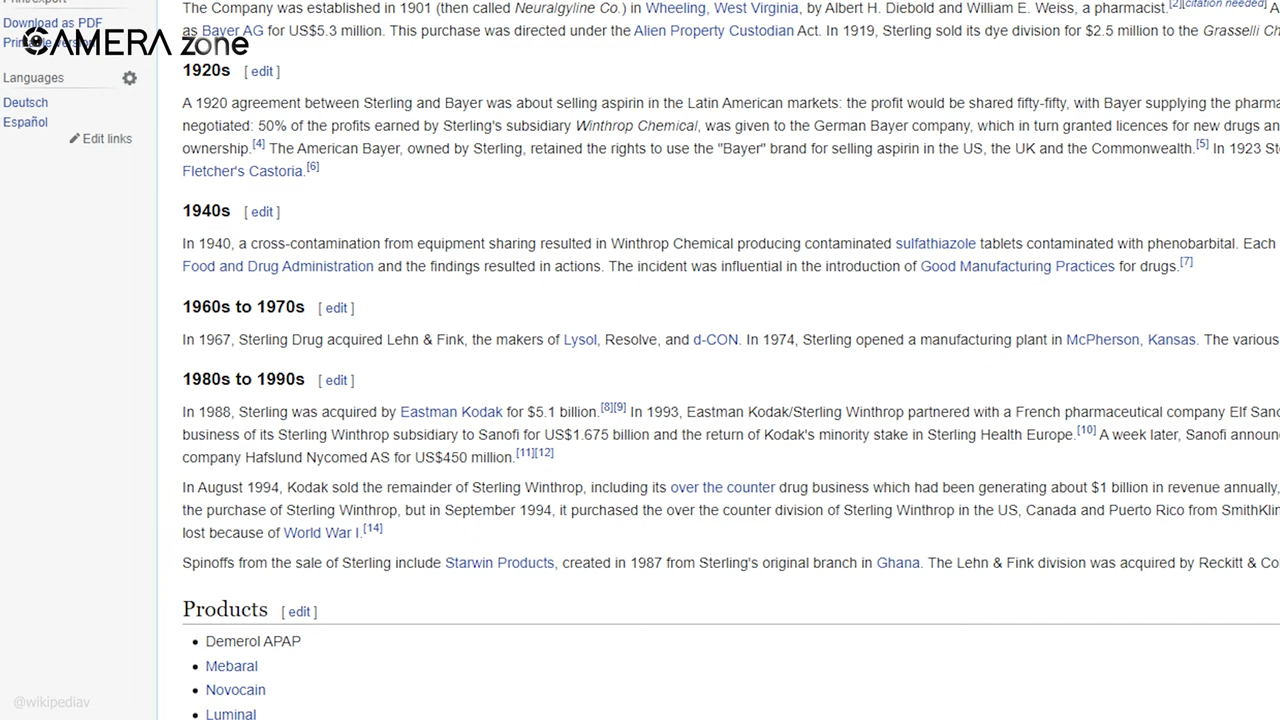 Download as PDF
Printable version
CAMERA zone
Languages
Deutsch
Español
Edit links
The Company was established in 1901 (then called Neuralgyline Co.) in Wheeling, West Virginia, by Albert H. Diebold and William E. Weiss, a pharmacist.[2][citation needed] A
as Bayer AG for US$5.3 million. This purchase was directed under the Alien Property Custodian Act. In 1919, Sterling sold its dye division for $2.5 million to the Grasselli Ch
1920s [ edit ]
A 1920 agreement between Sterling and Bayer was about selling aspirin in the Latin American markets: the profit would be shared fifty-fifty, with Bayer supplying the pharma
negotiated: 50% of the profits earned by Sterling's subsidiary Winthrop Chemical, was given to the German Bayer company, which in turn granted licences for new drugs an
ownership.[4] The American Bayer, owned by Sterling, retained the rights to use the "Bayer" brand for selling aspirin in the US, the UK and the Commonwealth.[5] In 1923 Ste
Fletcher's Castoria.[6]
1940s [ edit ]
In 1940, a cross-contamination from equipment sharing resulted in Winthrop Chemical producing contaminated sulfathiazole tablets contaminated with phenobarbital. Each
Food and Drug Administration and the findings resulted in actions. The incident was influential in the introduction of Good Manufacturing Practices for drugs.[7]
1960s to 1970s [ edit ]
In 1967, Sterling Drug acquired Lehn & Fink, the makers of Lysol, Resolve, and d-CON. In 1974, Sterling opened a manufacturing plant in McPherson, Kansas. The various
1980s to 1990s [ edit ]
In 1988, Sterling was acquired by Eastman Kodak for $5.1 billion.[8][9] In 1993, Eastman Kodak/Sterling Winthrop partnered with a French pharmaceutical company Elf Sano
business of its Sterling Winthrop subsidiary to Sanofi for US$1.675 billion and the return of Kodak's minority stake in Sterling Health Europe.[10] A week later, Sanofi announ
company Hafslund Nycomed AS for US$450 million.[11][12]
In August 1994, Kodak sold the remainder of Sterling Winthrop, including its over the counter drug business which had been generating about $1 billion in revenue annually,
the purchase of Sterling Winthrop, but in September 1994, it purchased the over the counter division of Sterling Winthrop in the US, Canada and Puerto Rico from SmithKlin
lost because of World War I.[14]
Spinoffs from the sale of Sterling include Starwin Products, created in 1987 from Sterling's original branch in Ghana. The Lehn & Fink division was acquired by Reckitt & Co
Products [ edit ]
• Demerol APAP
• Mebaral
• Novocain
• Luminal
@wikipediav